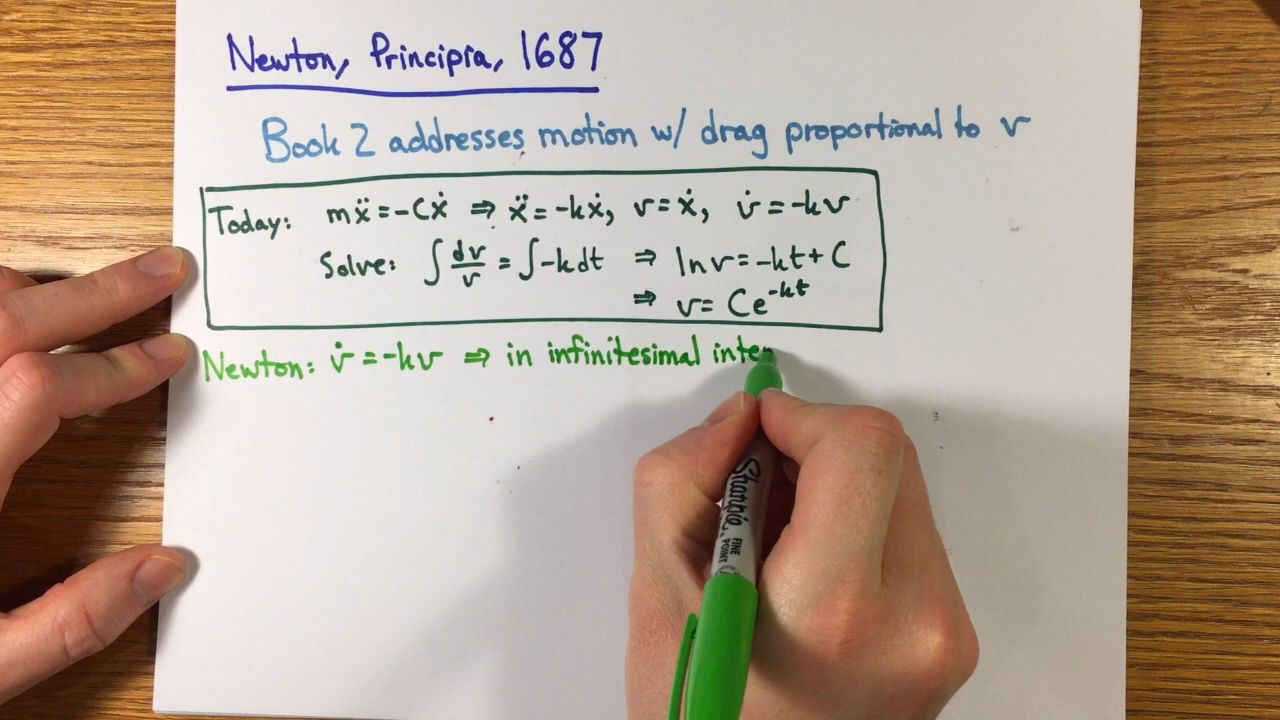 Newton, Principia, 1687
Book 2 addresses motion w/ drag proportional to v
Today: mẍ = -Cẋ ⇒ ẍ = -kẋ, v = ẋ, v̇ = -kv
Solve: ∫ dv/v = ∫-kdt ⇒ ln v = -kt + C
⇒ v = Ce^-kt
Newton: v̇ = -kv ⇒ in infinitesimal inte
Sharpie
FINE POINT